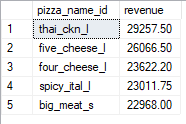 pizza_name_id revenue
1 thai_ckn_l 29257.50
2 five_cheese_l 26066.50
3 four_cheese_l 23622.20
4 spicy_ital_l 23011.75
5 big_meat_s 22968.00